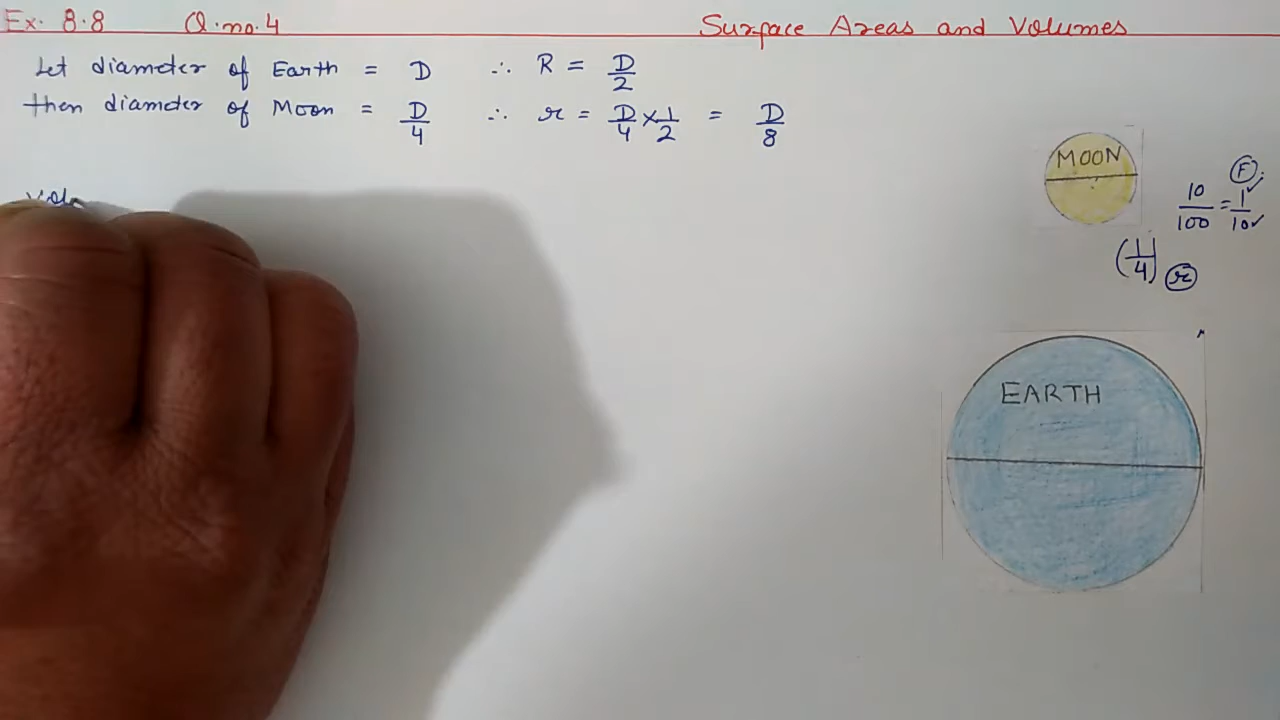 Ex. 8.8 Q.no.4 Surface Areas and Volumes
Let diameter of Earth = D ∴ R = D/2
then diameter of Moon = D/4 ∴ r = D/4 × 1/2 = D/8
MOON
F
10/100 = 1/10
(1/4) r
EARTH